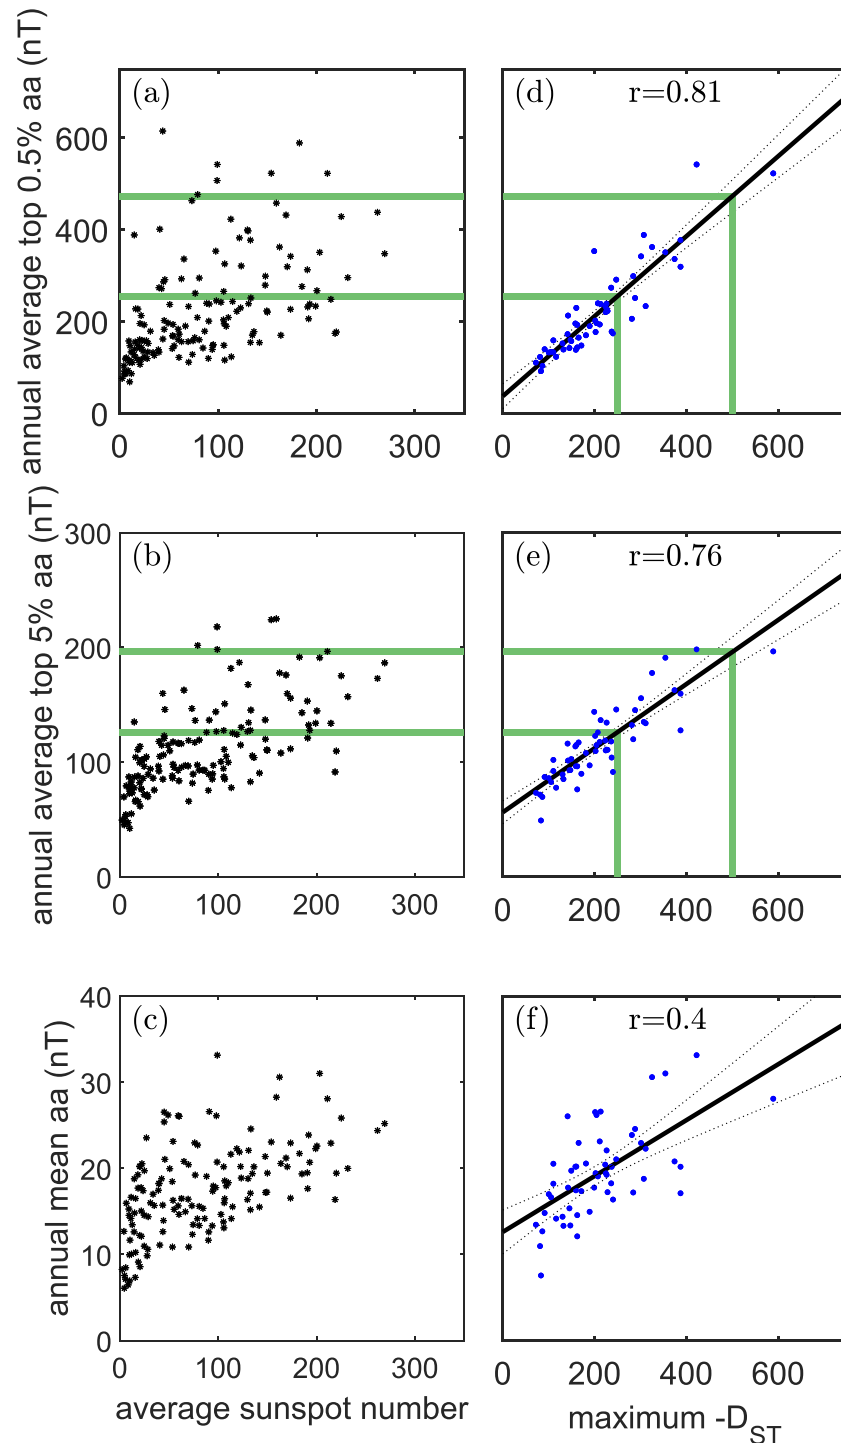 annual average top 0.5% aa (nT)
(a)
600
400
200
0
0 100 200 300
(d) r=0.81
0 200 400 600
annual average top 5% aa (nT)
(b)
300
200
100
0
0 100 200 300
(e) r=0.76
0 200 400 600
annual mean aa (nT)
(c)
40
30
20
10
0
0 100 200 300
average sunspot number
(f) r=0.4
0 200 400 600
maximum -D_ST